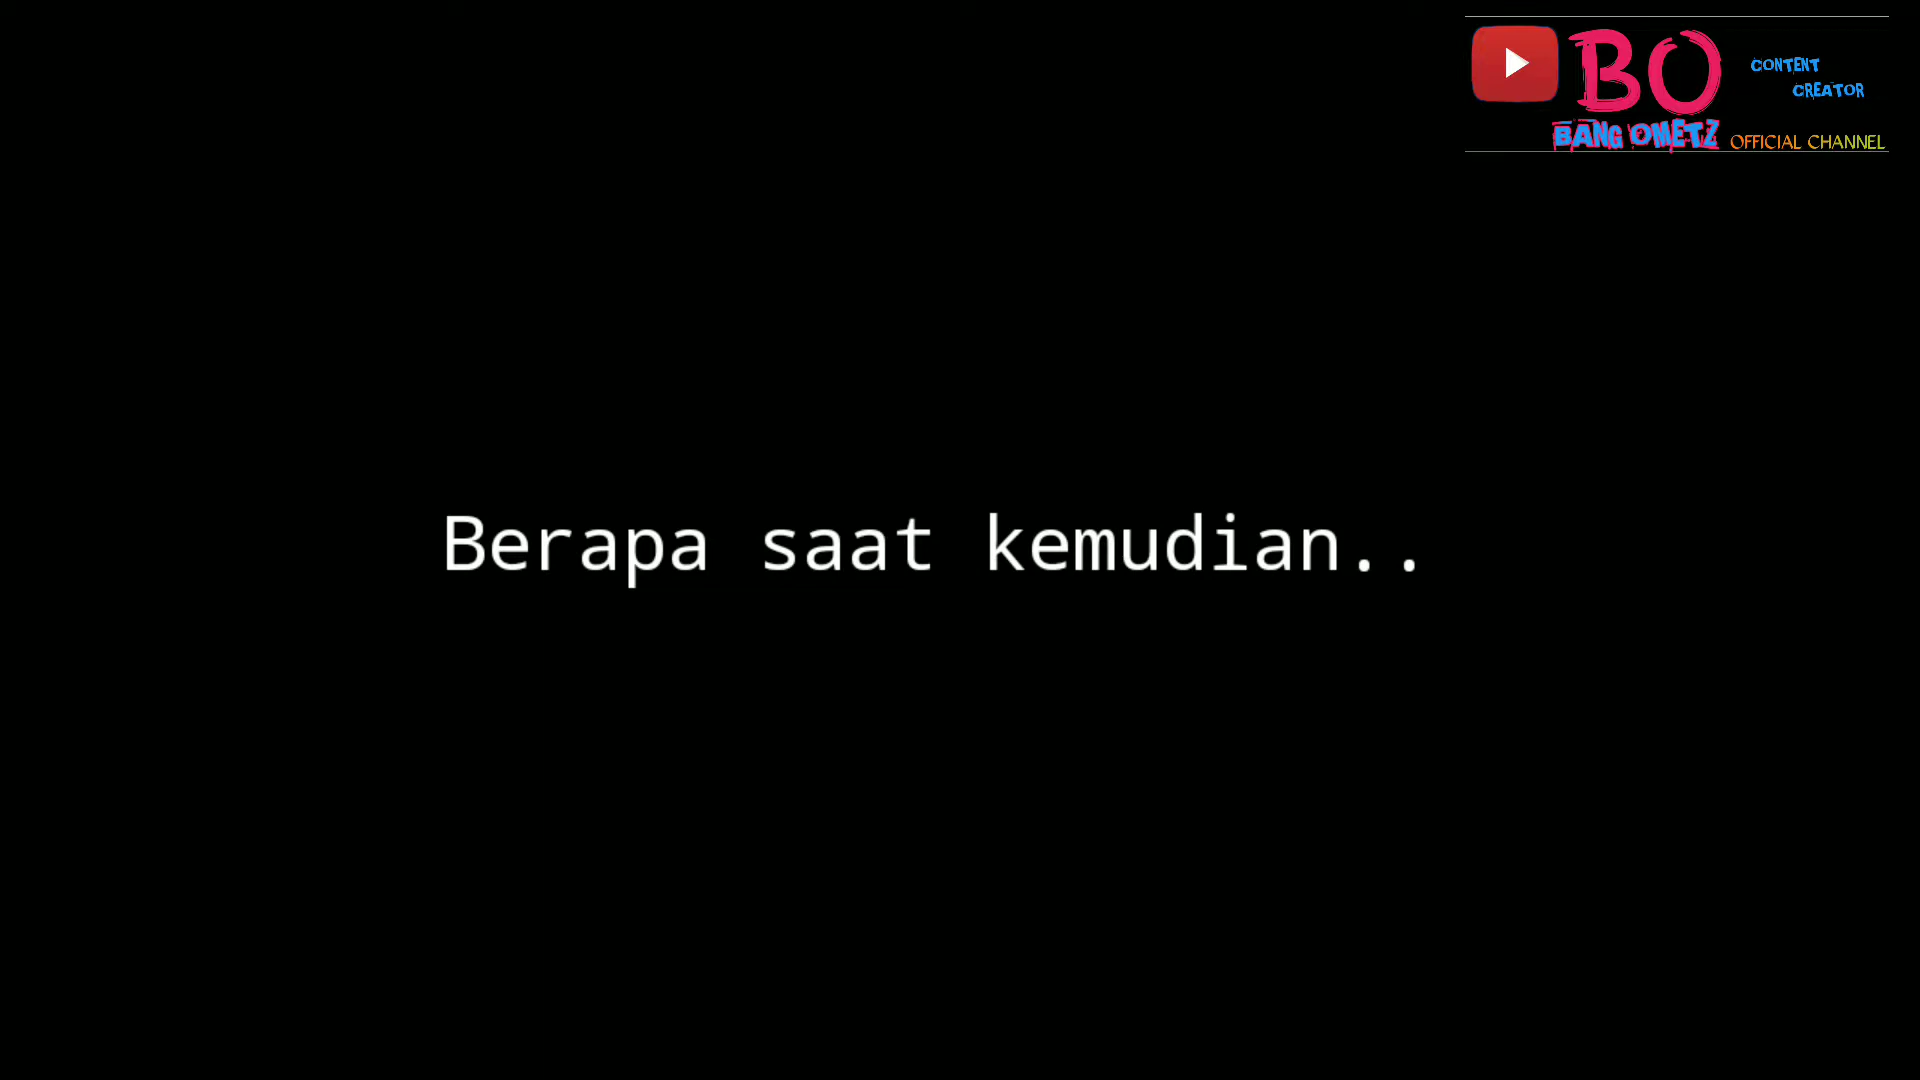 BO
CONTENT
CREATOR
BANG OMETZ
OFFICIAL CHANNEL
Berapa saat kemudian..